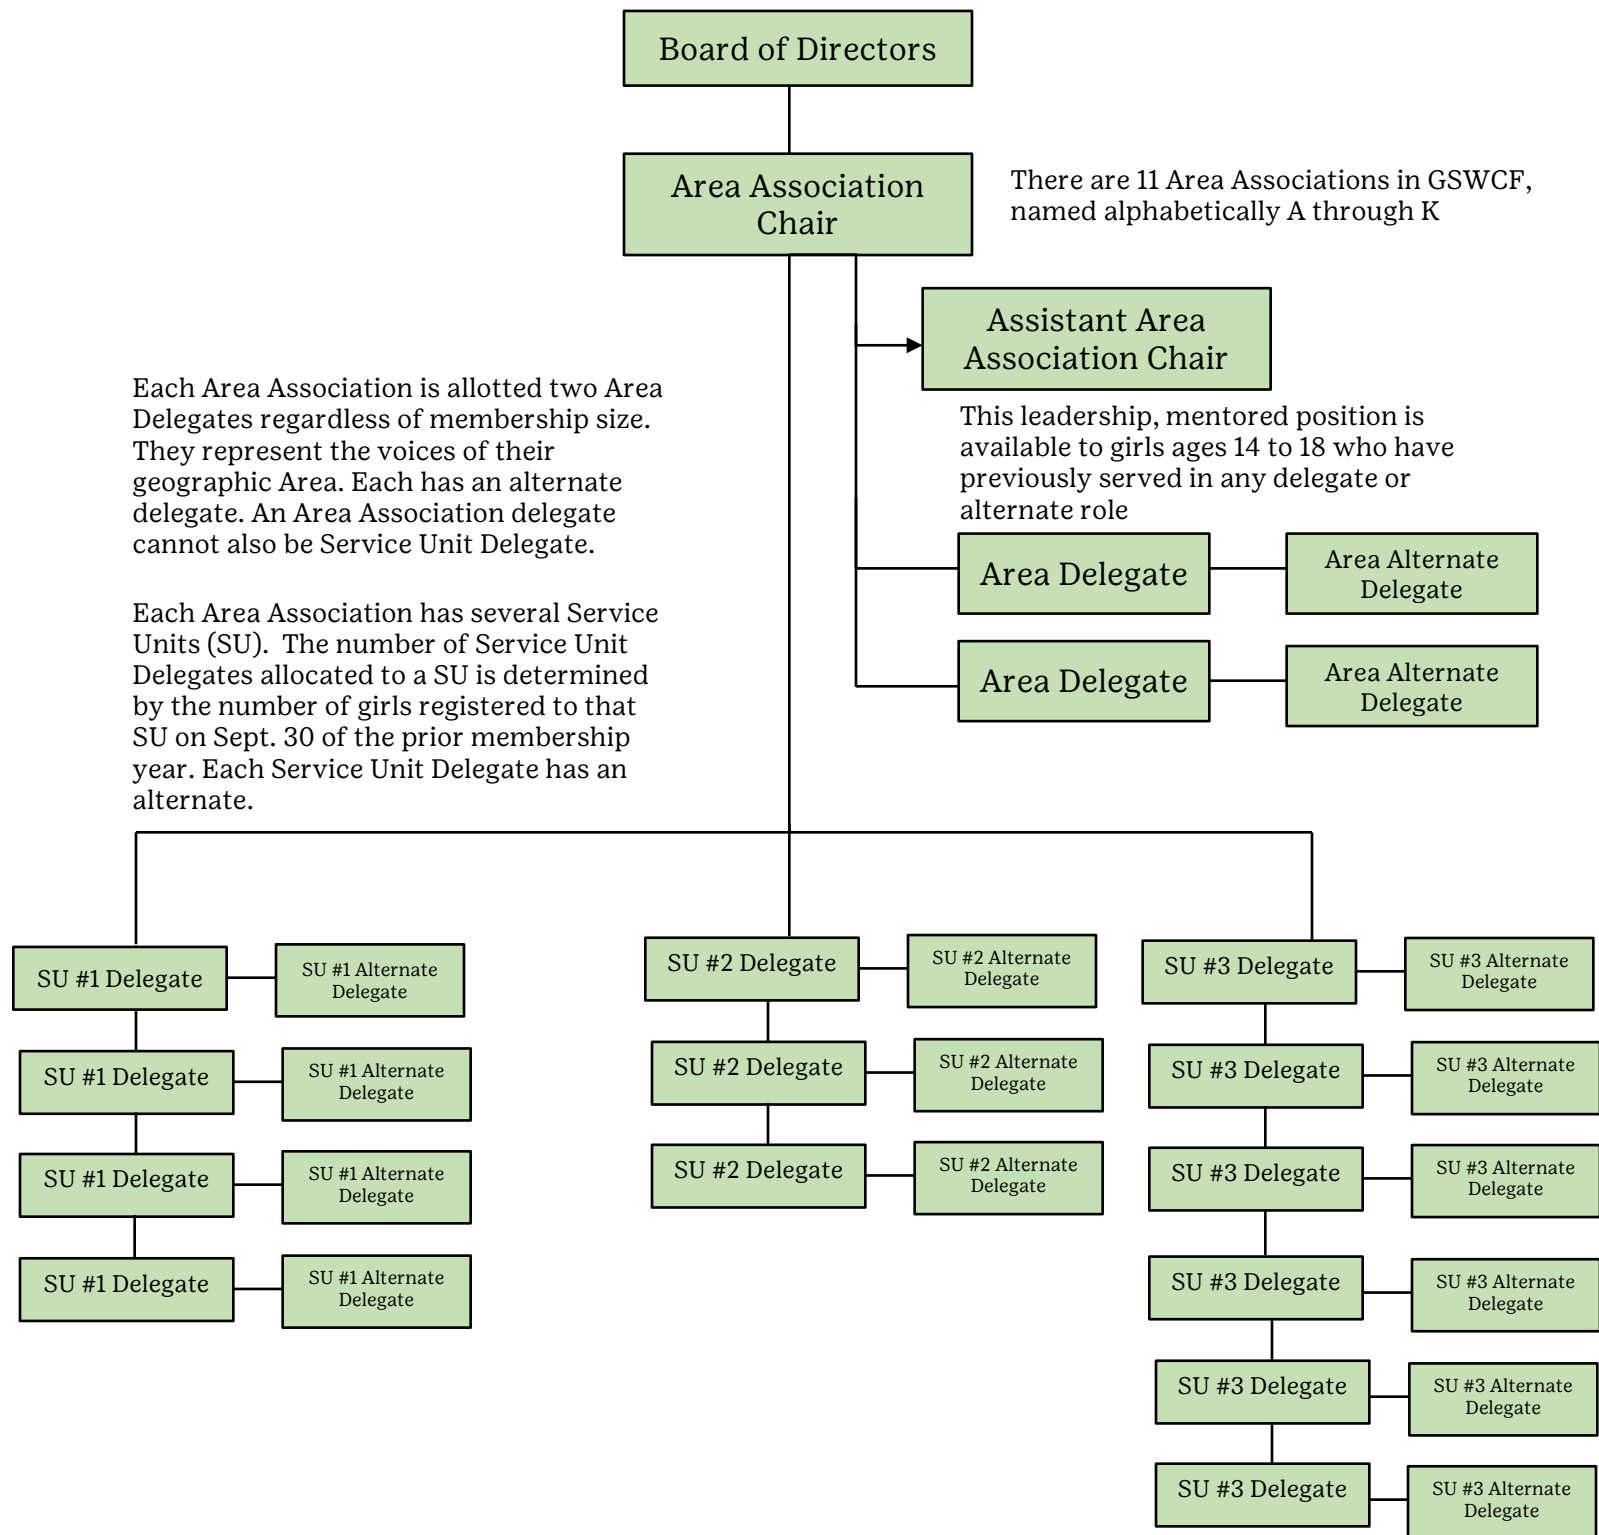 Board of Directors
Area Association
Chair
There are 11 Area Associations in GSWCF,
named alphabetically A through K
Assistant Area
Association Chair
This leadership, mentored position is
available to girls ages 14 to 18 who have
previously served in any delegate or
alternate role
Each Area Association is allotted two Area
Delegates regardless of membership size.
They represent the voices of their
geographic Area. Each has an alternate
delegate. An Area Association delegate
cannot also be Service Unit Delegate.
Each Area Association has several Service
Units (SU).  The number of Service Unit
Delegates allocated to a SU is determined
by the number of girls registered to that
SU on Sept. 30 of the prior membership
year. Each Service Unit Delegate has an
alternate.
Area Delegate
Area Alternate
Delegate
Area Delegate
Area Alternate
Delegate
SU #1 Delegate
SU #1 Alternate
Delegate
SU #1 Delegate
SU #1 Alternate
Delegate
SU #1 Delegate
SU #1 Alternate
Delegate
SU #1 Delegate
SU #1 Alternate
Delegate
SU #2 Delegate
SU #2 Alternate
Delegate
SU #2 Delegate
SU #2 Alternate
Delegate
SU #2 Delegate
SU #2 Alternate
Delegate
SU #3 Delegate
SU #3 Alternate
Delegate
SU #3 Delegate
SU #3 Alternate
Delegate
SU #3 Delegate
SU #3 Alternate
Delegate
SU #3 Delegate
SU #3 Alternate
Delegate
SU #3 Delegate
SU #3 Alternate
Delegate
SU #3 Delegate
SU #3 Alternate
Delegate